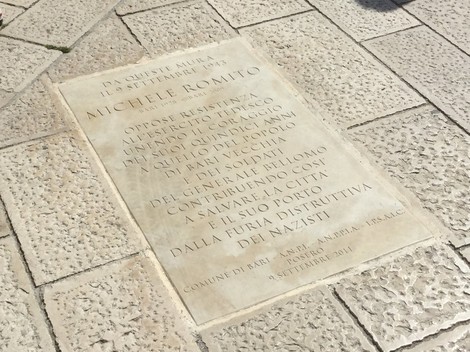 DA QUESTE MURA
IL 9 SETTEMBRE 1943
MICHELE ROMITO
OPPOSE RESISTENZA
ALL'ESERCITO TEDESCO
UNENDO IL CORAGGIO
DEI SUOI QUINDICI ANNI
A QUELLO DEL POPOLO
DI BARI VECCHIA
E DEI SOLDATI
DEL GENERALE BELLOMO
CONTRIBUENDO COSÌ
A SALVARE LA CITTÀ
E IL SUO PORTO
DALLA FURIA DISTRUTTIVA
DEI NAZISTI
COMUNE DI BARI A.N.P.I. A.N.P.P.I.A. I.P.S.A.I.C.
POSERO
9 SETTEMBRE 2014